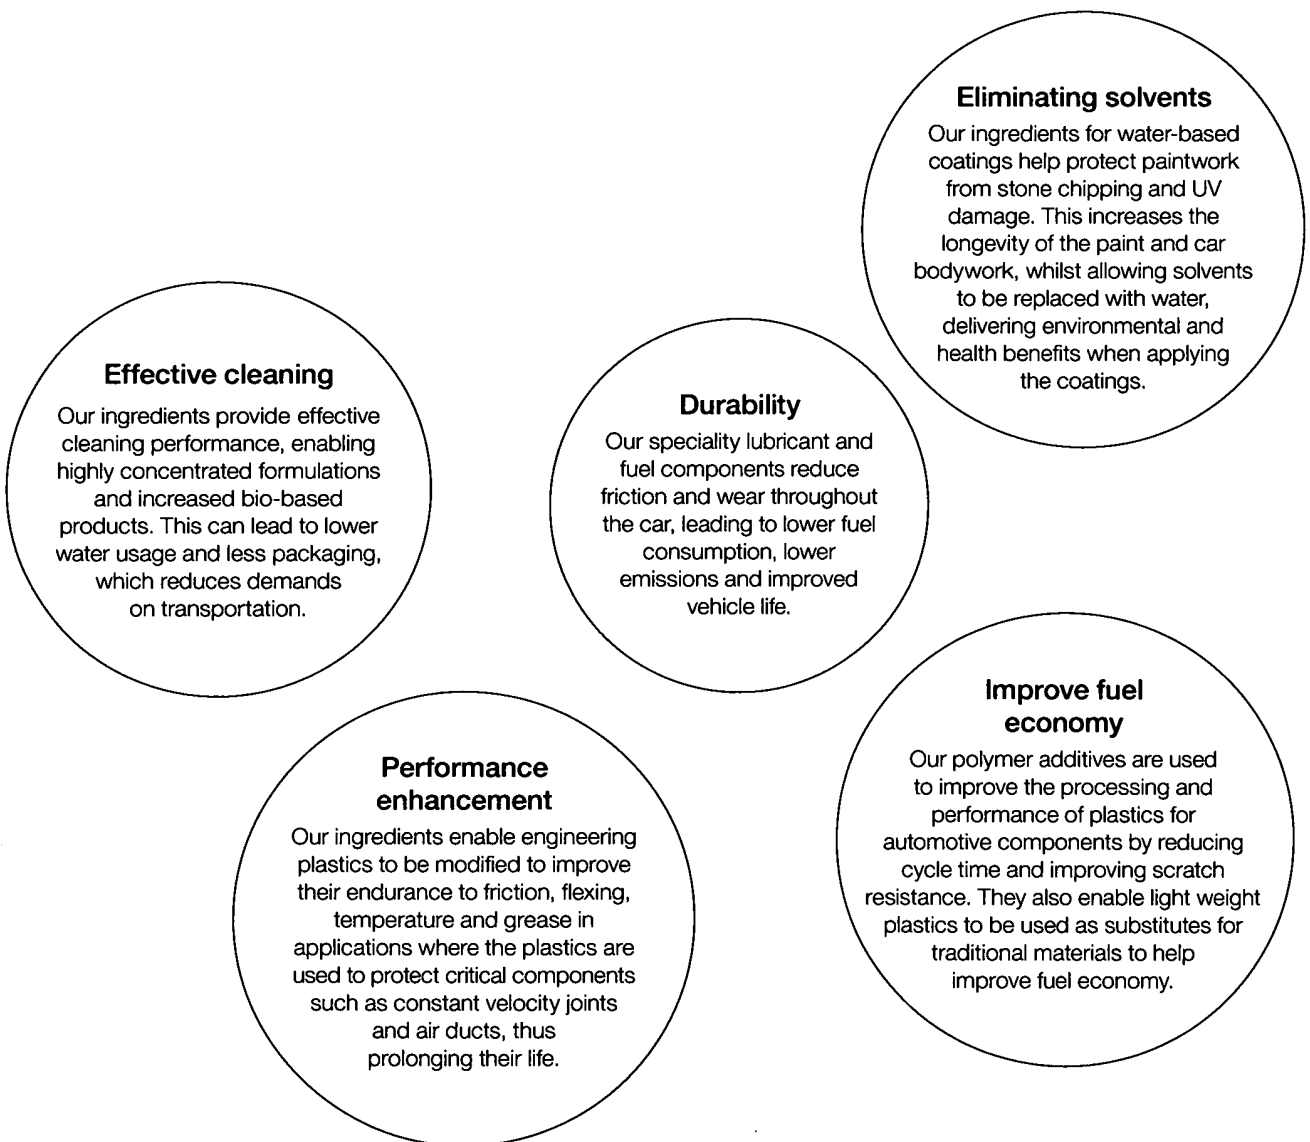 Eliminating solvents
Our ingredients for water-based
coatings help protect paintwork
from stone chipping and UV
damage. This increases the
longevity of the paint and car
bodywork, whilst allowing solvents
to be replaced with water,
delivering environmental and
health benefits when applying
the coatings.
Effective cleaning
Our ingredients provide effective
cleaning performance, enabling
highly concentrated formulations
and increased bio-based
products. This can lead to lower
water usage and less packaging,
which reduces demands
on transportation.
Durability
Our speciality lubricant and
fuel components reduce
friction and wear throughout
the car, leading to lower fuel
consumption, lower
emissions and improved
vehicle life.
Improve fuel
economy
Our polymer additives are used
to improve the processing and
performance of plastics for
automotive components by reducing
cycle time and improving scratch
resistance. They also enable light weight
plastics to be used as substitutes for
traditional materials to help
improve fuel economy.
Performance
enhancement
Our ingredients enable engineering
plastics to be modified to improve
their endurance to friction, flexing,
temperature and grease in
applications where the plastics are
used to protect critical components
such as constant velocity joints
and air ducts, thus
prolonging their life.